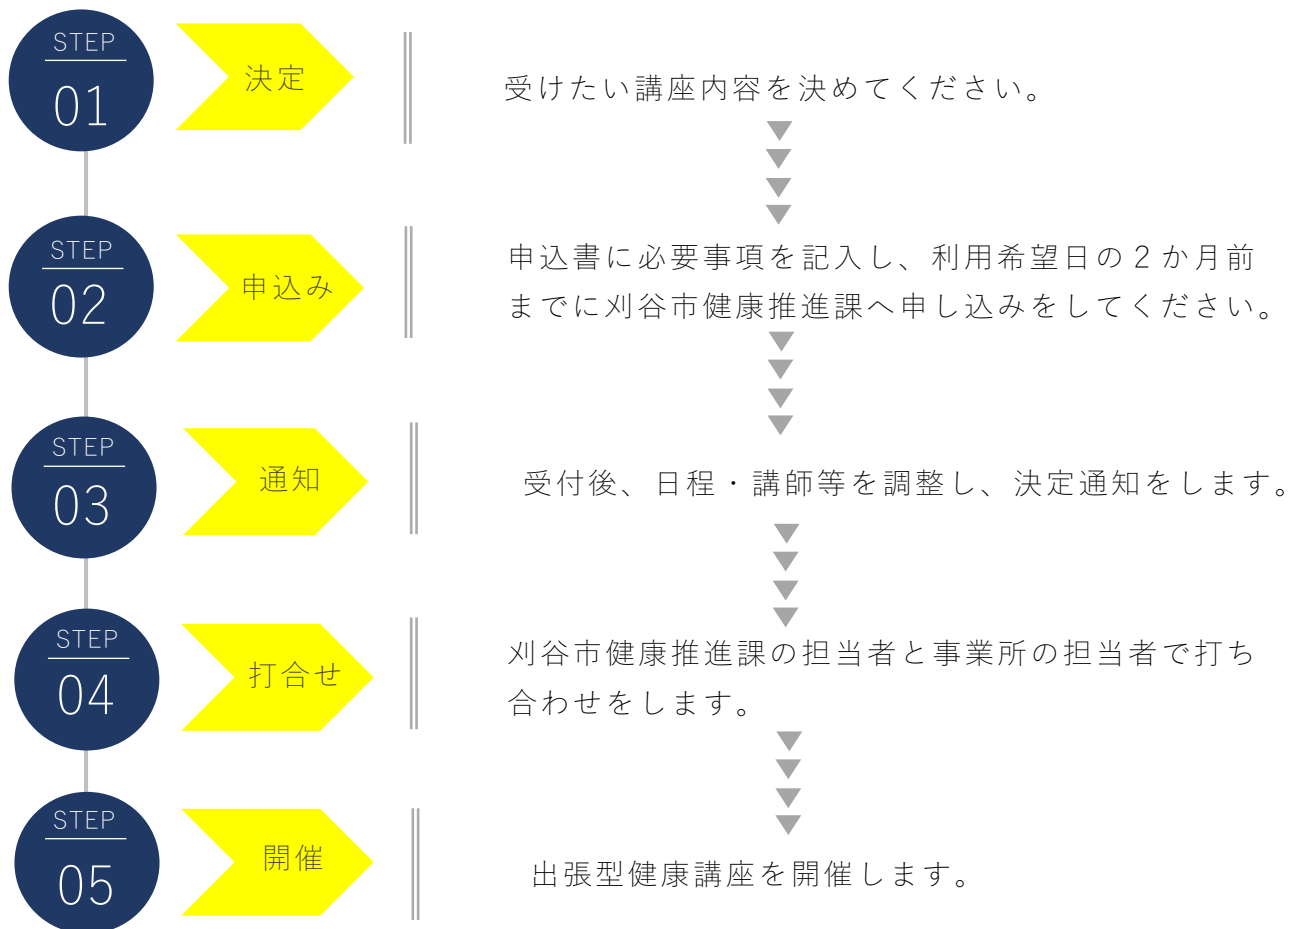 STEP
01
決定
受けたい講座内容を決めてください。
STEP
02
申込み
申込書に必要事項を記入し、利用希望日の２か月前
までに刈谷市健康推進課へ申し込みをしてください。
STEP
03
通知
受付後、日程・講師等を調整し、決定通知をします。
STEP
04
打合せ
刈谷市健康推進課の担当者と事業所の担当者で打ち
合わせをします。
STEP
05
開催
出張型健康講座を開催します。